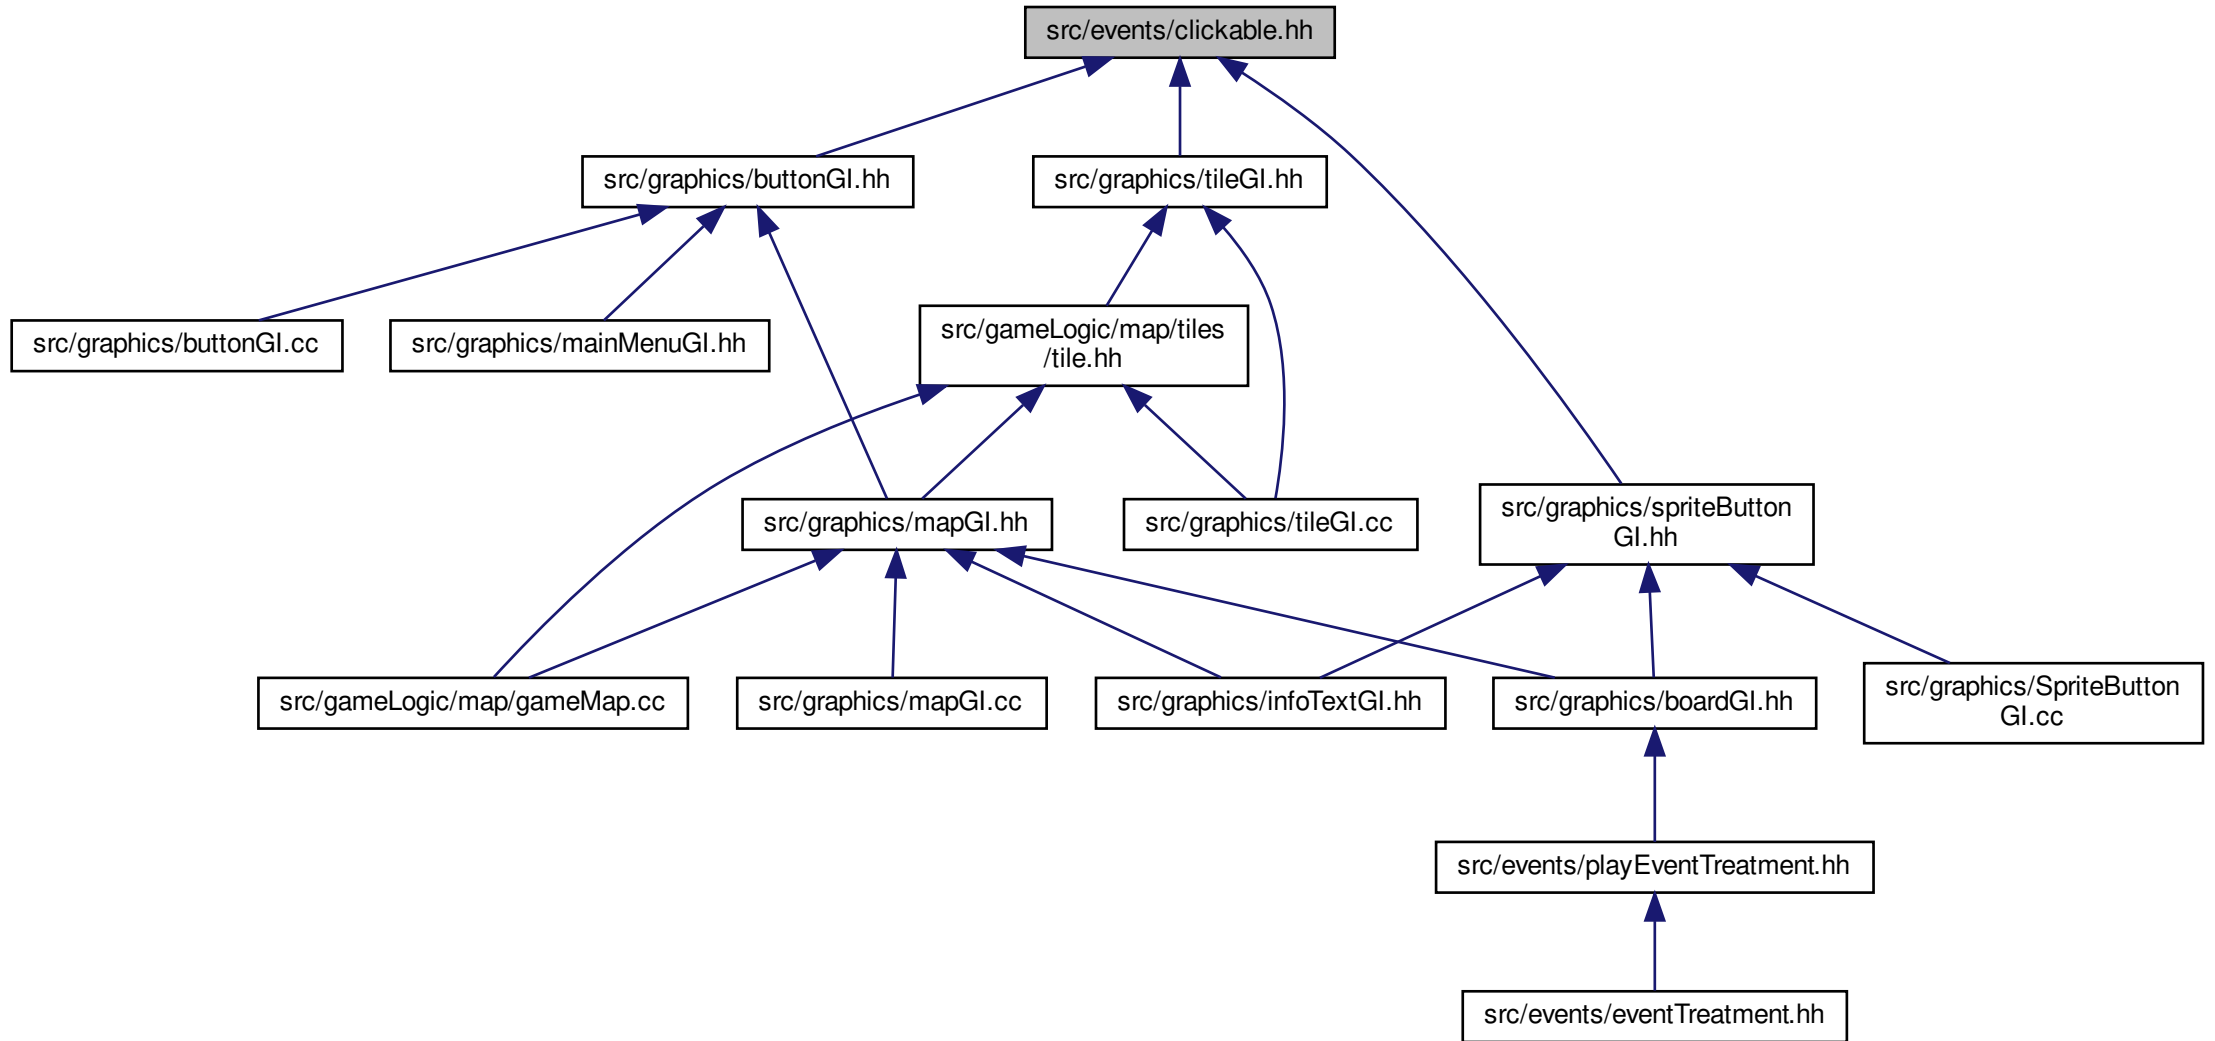 src/events/clickable.hh
src/graphics/buttonGI.hh
src/graphics/tileGI.hh
src/graphics/buttonGI.cc
src/graphics/mainMenuGI.hh
src/gameLogic/map/tiles
/tile.hh
src/graphics/mapGI.hh
src/graphics/tileGI.cc
src/graphics/spriteButton
GI.hh
src/gameLogic/map/gameMap.cc
src/graphics/mapGI.cc
src/graphics/infoTextGI.hh
src/graphics/boardGI.hh
src/graphics/SpriteButton
GI.cc
src/events/playEventTreatment.hh
src/events/eventTreatment.hh